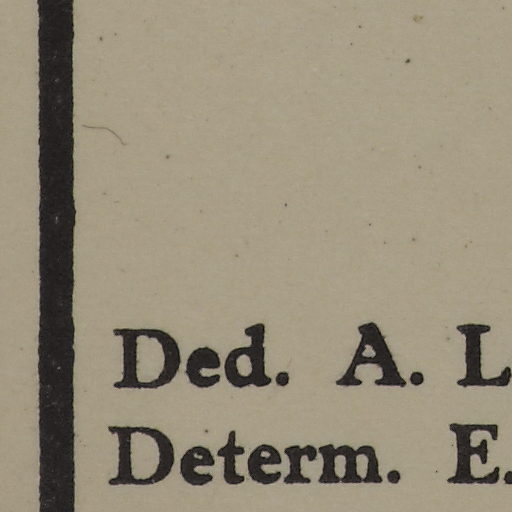 Ded. A. L
Determ. E.